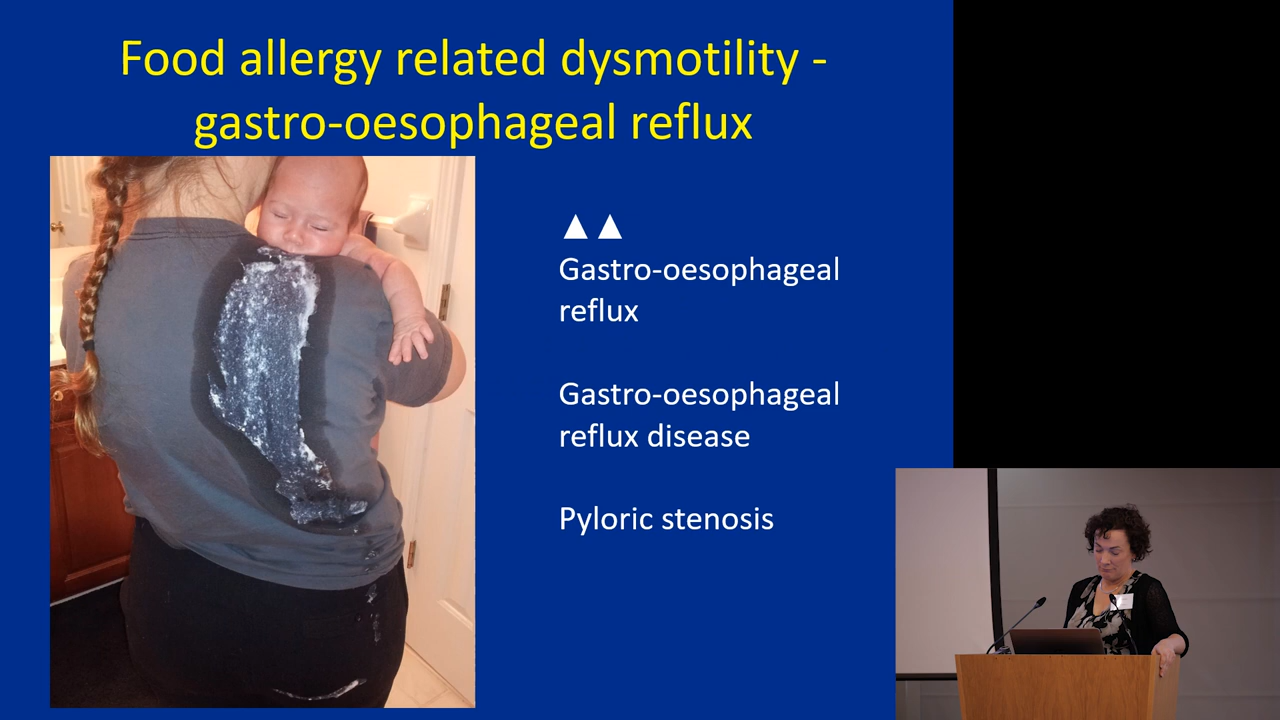 Food allergy related dysmotility -
gastro-oesophageal reflux
▲▲
Gastro-oesophageal
reflux
Gastro-oesophageal
reflux disease
Pyloric stenosis